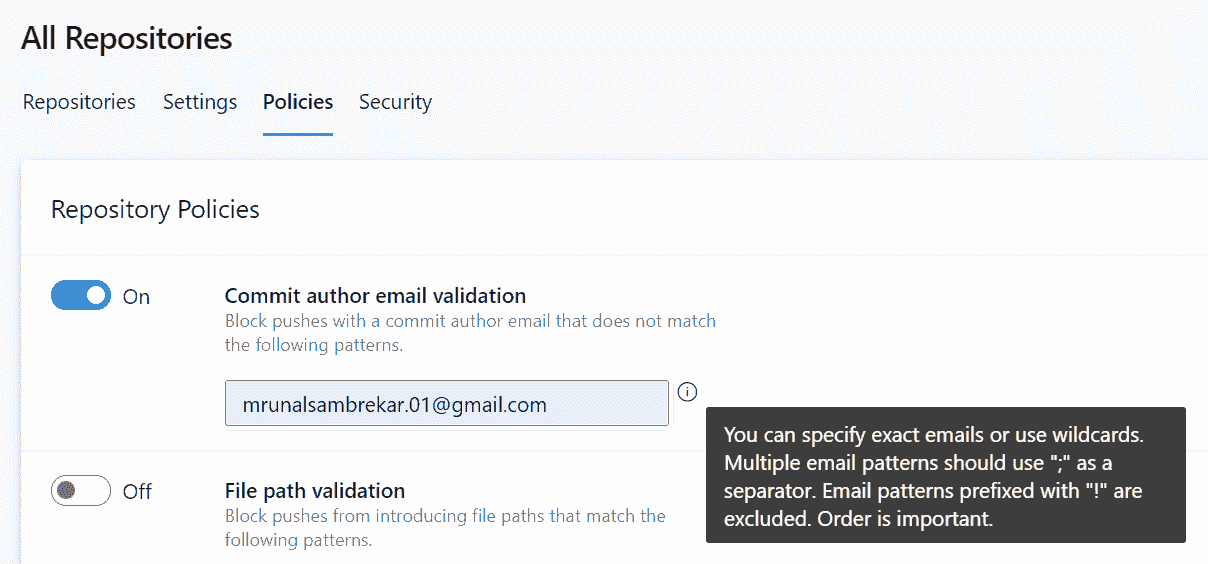 All Repositories
Repositories Settings Policies Security
Repository Policies
On
Commit author email validation
Block pushes with a commit author email that does not match
the following patterns.
mrunalsambrekar.01@gmail.com
You can specify exact emails or use wildcards.
Multiple email patterns should use ";" as a
separator. Email patterns prefixed with "!" are
excluded. Order is important.
Off
File path validation
Block pushes from introducing file paths that match the
following patterns.